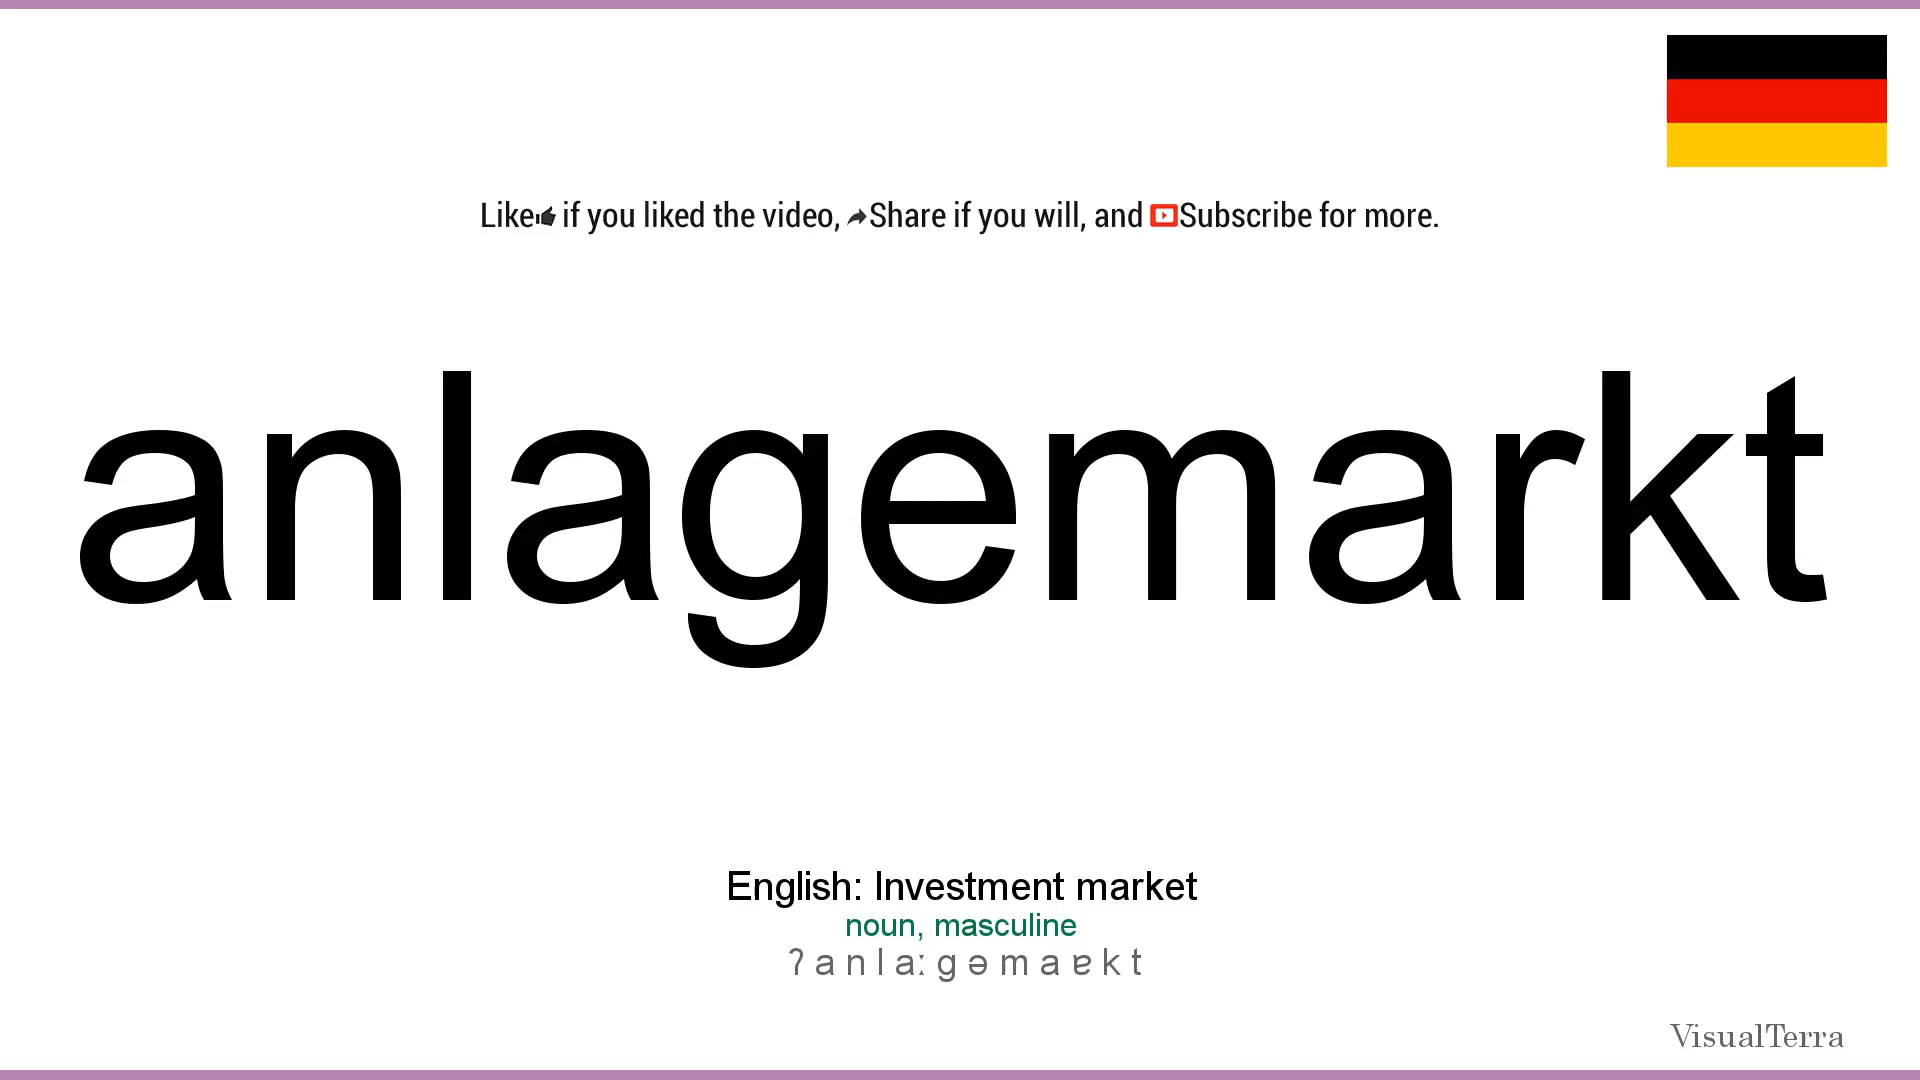 Like if you liked the video, Share if you will, and Subscribe for more.
anlagemarkt
English: Investment market
noun, masculine
ʔ a n l aː g ə m a ɐ k t
VisualTerra